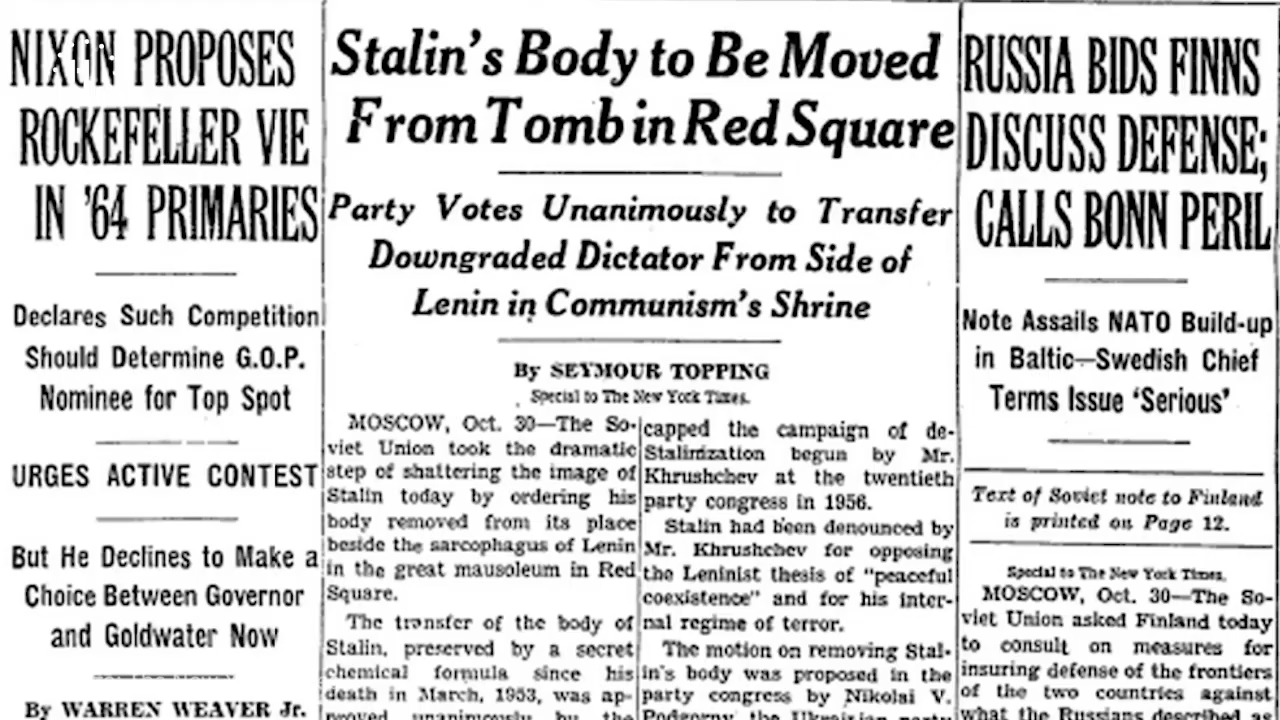 NIXON PROPOSES
ROCKEFELLER VIE
IN '64 PRIMARIES
Declares Such Competition
Should Determine G.O.P.
Nominee for Top Spot
URGES ACTIVE CONTEST
But He Declines to Make a
Choice Between Governor
and Goldwater Now
By WARREN WEAVER Jr.
Stalin's Body to Be Moved
From Tomb in Red Square
Party Votes Unanimously to Transfer
Downgraded Dictator From Side of
Lenin in Communism's Shrine
By SEYMOUR TOPPING
Special to The New York Times.
MOSCOW, Oct. 30—The So-
viet Union took the dramatic
step of shattering the image of
Stalin today by ordering his
body removed from its place
beside the sarcophagus of Lenin
in the great mausoleum in Red
Square.
The transfer of the body of
Stalin, preserved by a secret
chemical formula since his
death in March, 1953, was ap-
proved unanimously by the
capped the campaign of de-
Stalinization begun by Mr.
Khrushchev at the twentieth
party congress in 1956.
Stalin had been denounced by
Mr. Khrushchev for opposing
the Leninist thesis of "peaceful
coexistence" and for his inter-
nal regime of terror.
The motion on removing Stal-
in's body was proposed in the
party congress by Nikolai V.
Podgorny, the Ukrainian party
RUSSIA BIDS FINNS
DISCUSS DEFENSE;
CALLS BONN PERIL
Note Assails NATO Build-up
in Baltic—Swedish Chief
Terms Issue 'Serious'
Text of Soviet note to Finland
is printed on Page 12.
Special to The New York Times.
MOSCOW, Oct. 30—The So-
viet Union asked Finland today
to consult on measures for
insuring defense of the frontiers
of the two countries against
what the Russians described as